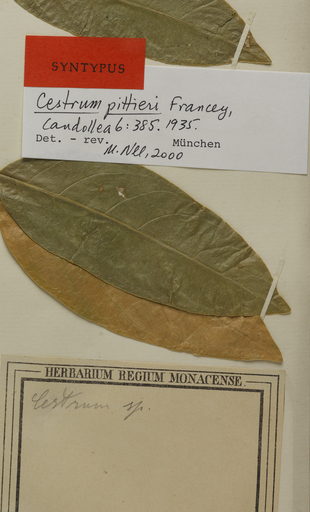 SYNTYPUS
Cestrum pittieri Francey,
Candollea 6: 385. 1935.
Det. - rev. München
M. Nee, 2000
HERBARIUM REGIUM MONACENSE.
Cestrum sp.